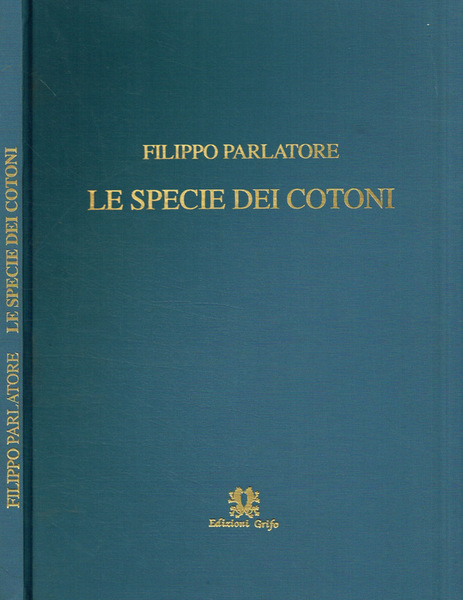 FILIPPO PARLATORE
LE SPECIE DEI COTONI
Edizioni Grifo
FILIPPO PARLATORE LE SPECIE DEI COTONI